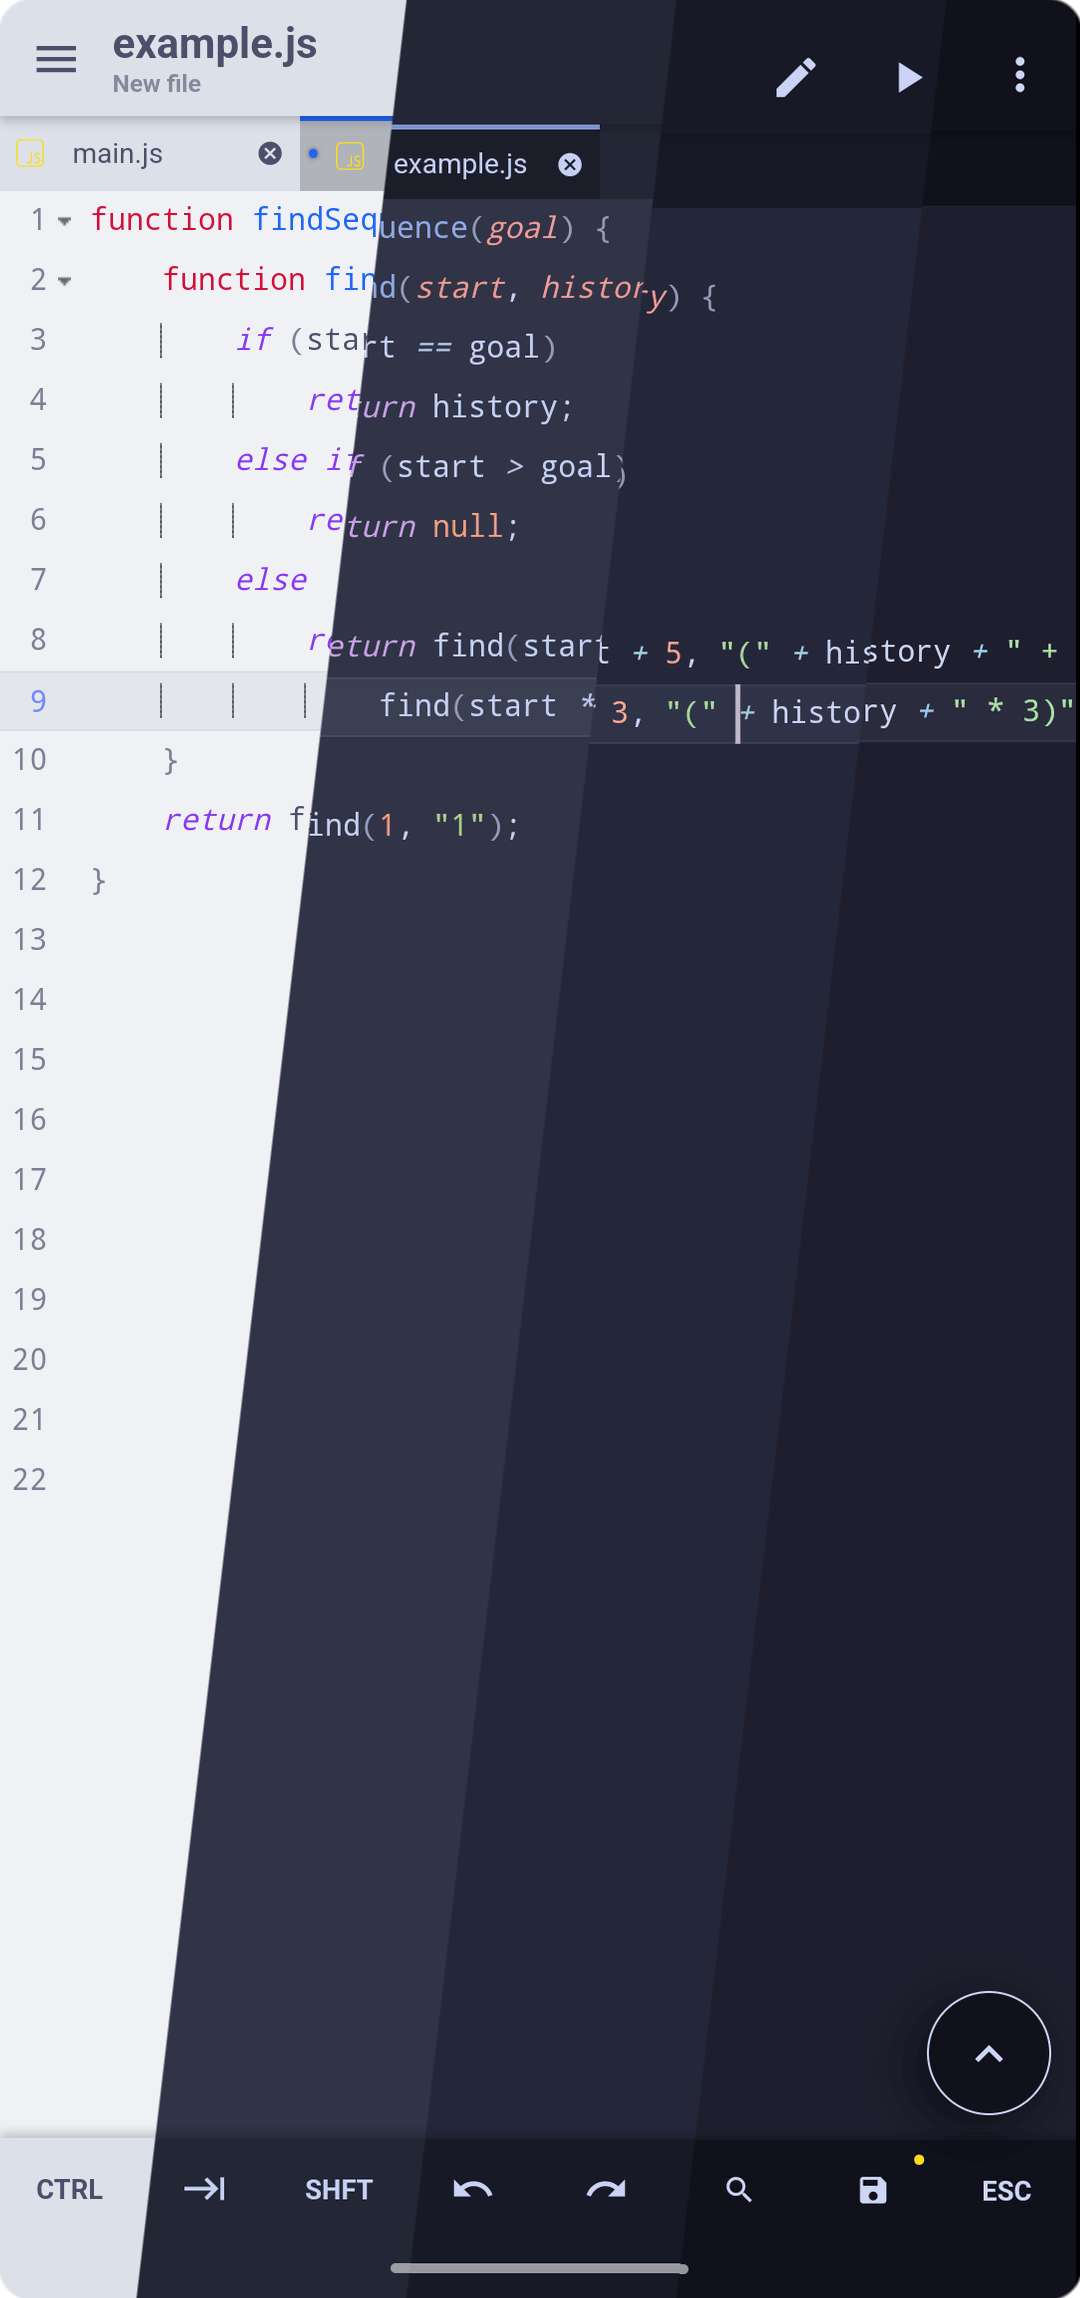 example.js
New file
JS main.js JS example.js
1 function findSequence(goal) {
2     function find(start, history) {
3         if (start == goal)
4             return history;
5         else if (start > goal)
6             return null;
7         else
8             return find(start + 5, "(" + history + " +
9                 find(start * 3, "(" + history + " * 3)"
10     }
11     return find(1, "1");
12 }
13
14
15
16
17
18
19
20
21
22
CTRL SHFT ESC